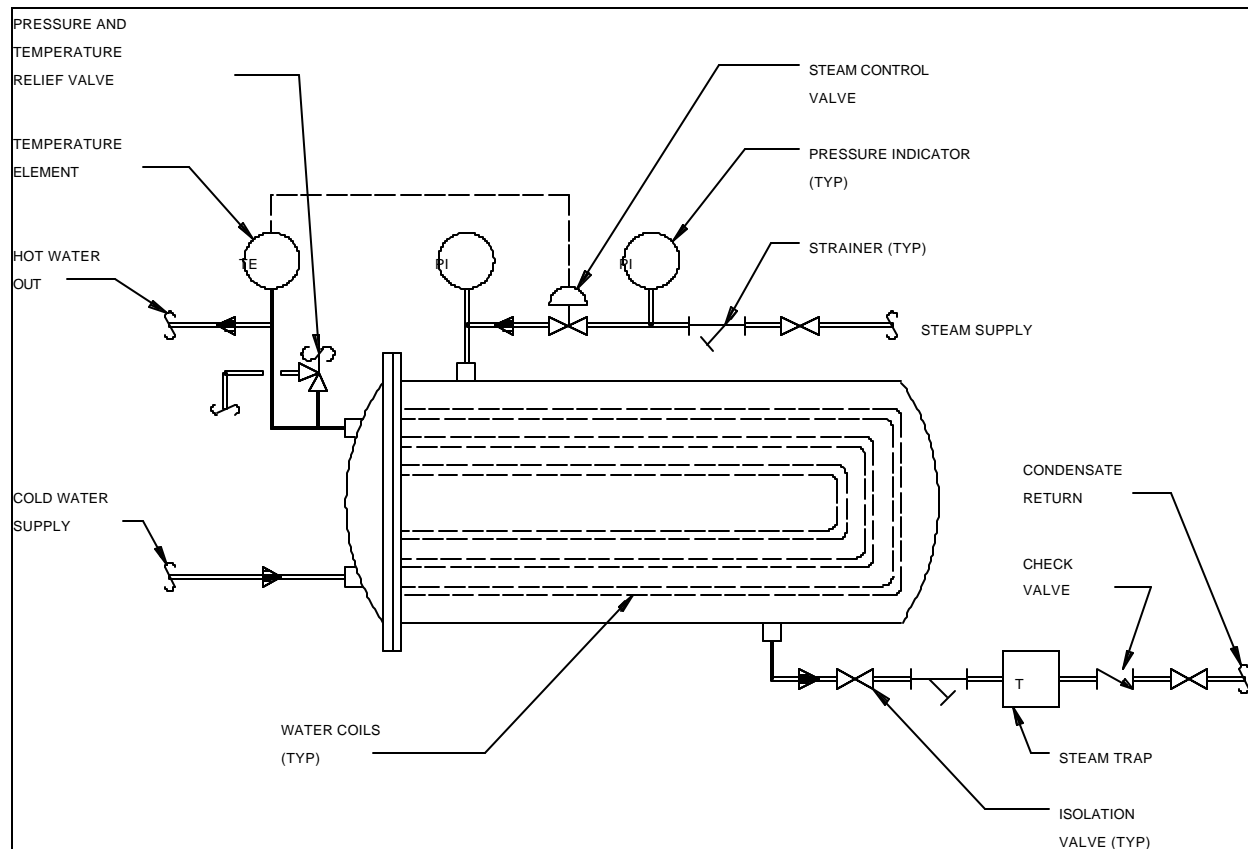 PRESSURE AND
TEMPERATURE
RELIEF VALVE
STEAM CONTROL
VALVE
TEMPERATURE
ELEMENT
PRESSURE INDICATOR
(TYP)
HOT WATER
OUT
TE
PI
PI
STRAINER (TYP)
STEAM SUPPLY
COLD WATER
SUPPLY
CONDENSATE
RETURN
CHECK
VALVE
T
WATER COILS
(TYP)
STEAM TRAP
ISOLATION
VALVE (TYP)